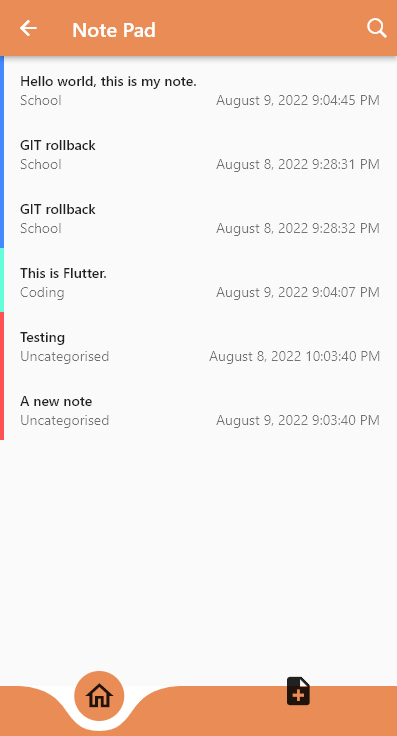 Note Pad
Hello world, this is my note.
School August 9, 2022 9:04:45 PM
GIT rollback
School August 8, 2022 9:28:31 PM
GIT rollback
School August 8, 2022 9:28:32 PM
This is Flutter.
Coding August 9, 2022 9:04:07 PM
Testing
Uncategorised August 8, 2022 10:03:40 PM
A new note
Uncategorised August 9, 2022 9:03:40 PM